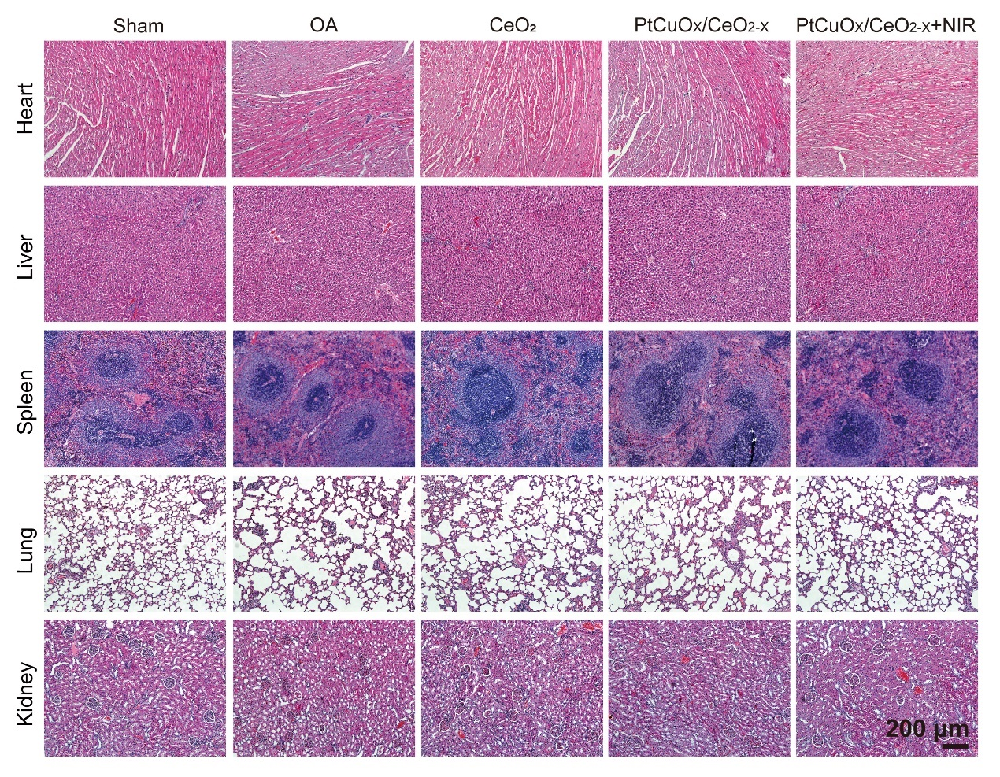 Sham OA CeO₂ PtCuOx/CeO₂-x PtCuOx/CeO₂-x+NIR
Heart
Liver
Spleen
Lung
Kidney
200 μm